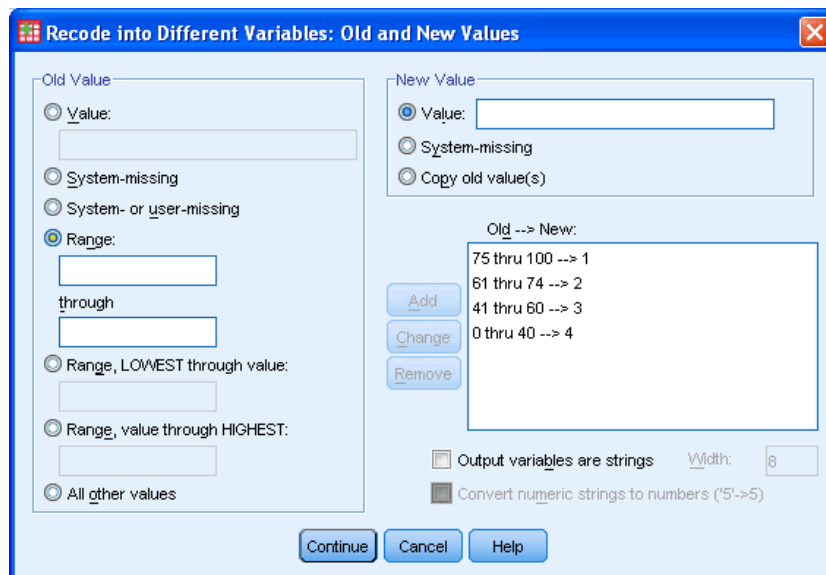 Recode into Different Variables: Old and New Values
Old Value
Value:
System-missing
System- or user-missing
Range:
through
Range, LOWEST through value:
Range, value through HIGHEST:
All other values
New Value
Value:
System-missing
Copy old value(s)
Old --> New:
75 thru 100 --> 1
61 thru 74 --> 2
41 thru 60 --> 3
0 thru 40 --> 4
Add
Change
Remove
Output variables are strings Width: 8
Convert numeric strings to numbers ('5'->5)
Continue Cancel Help